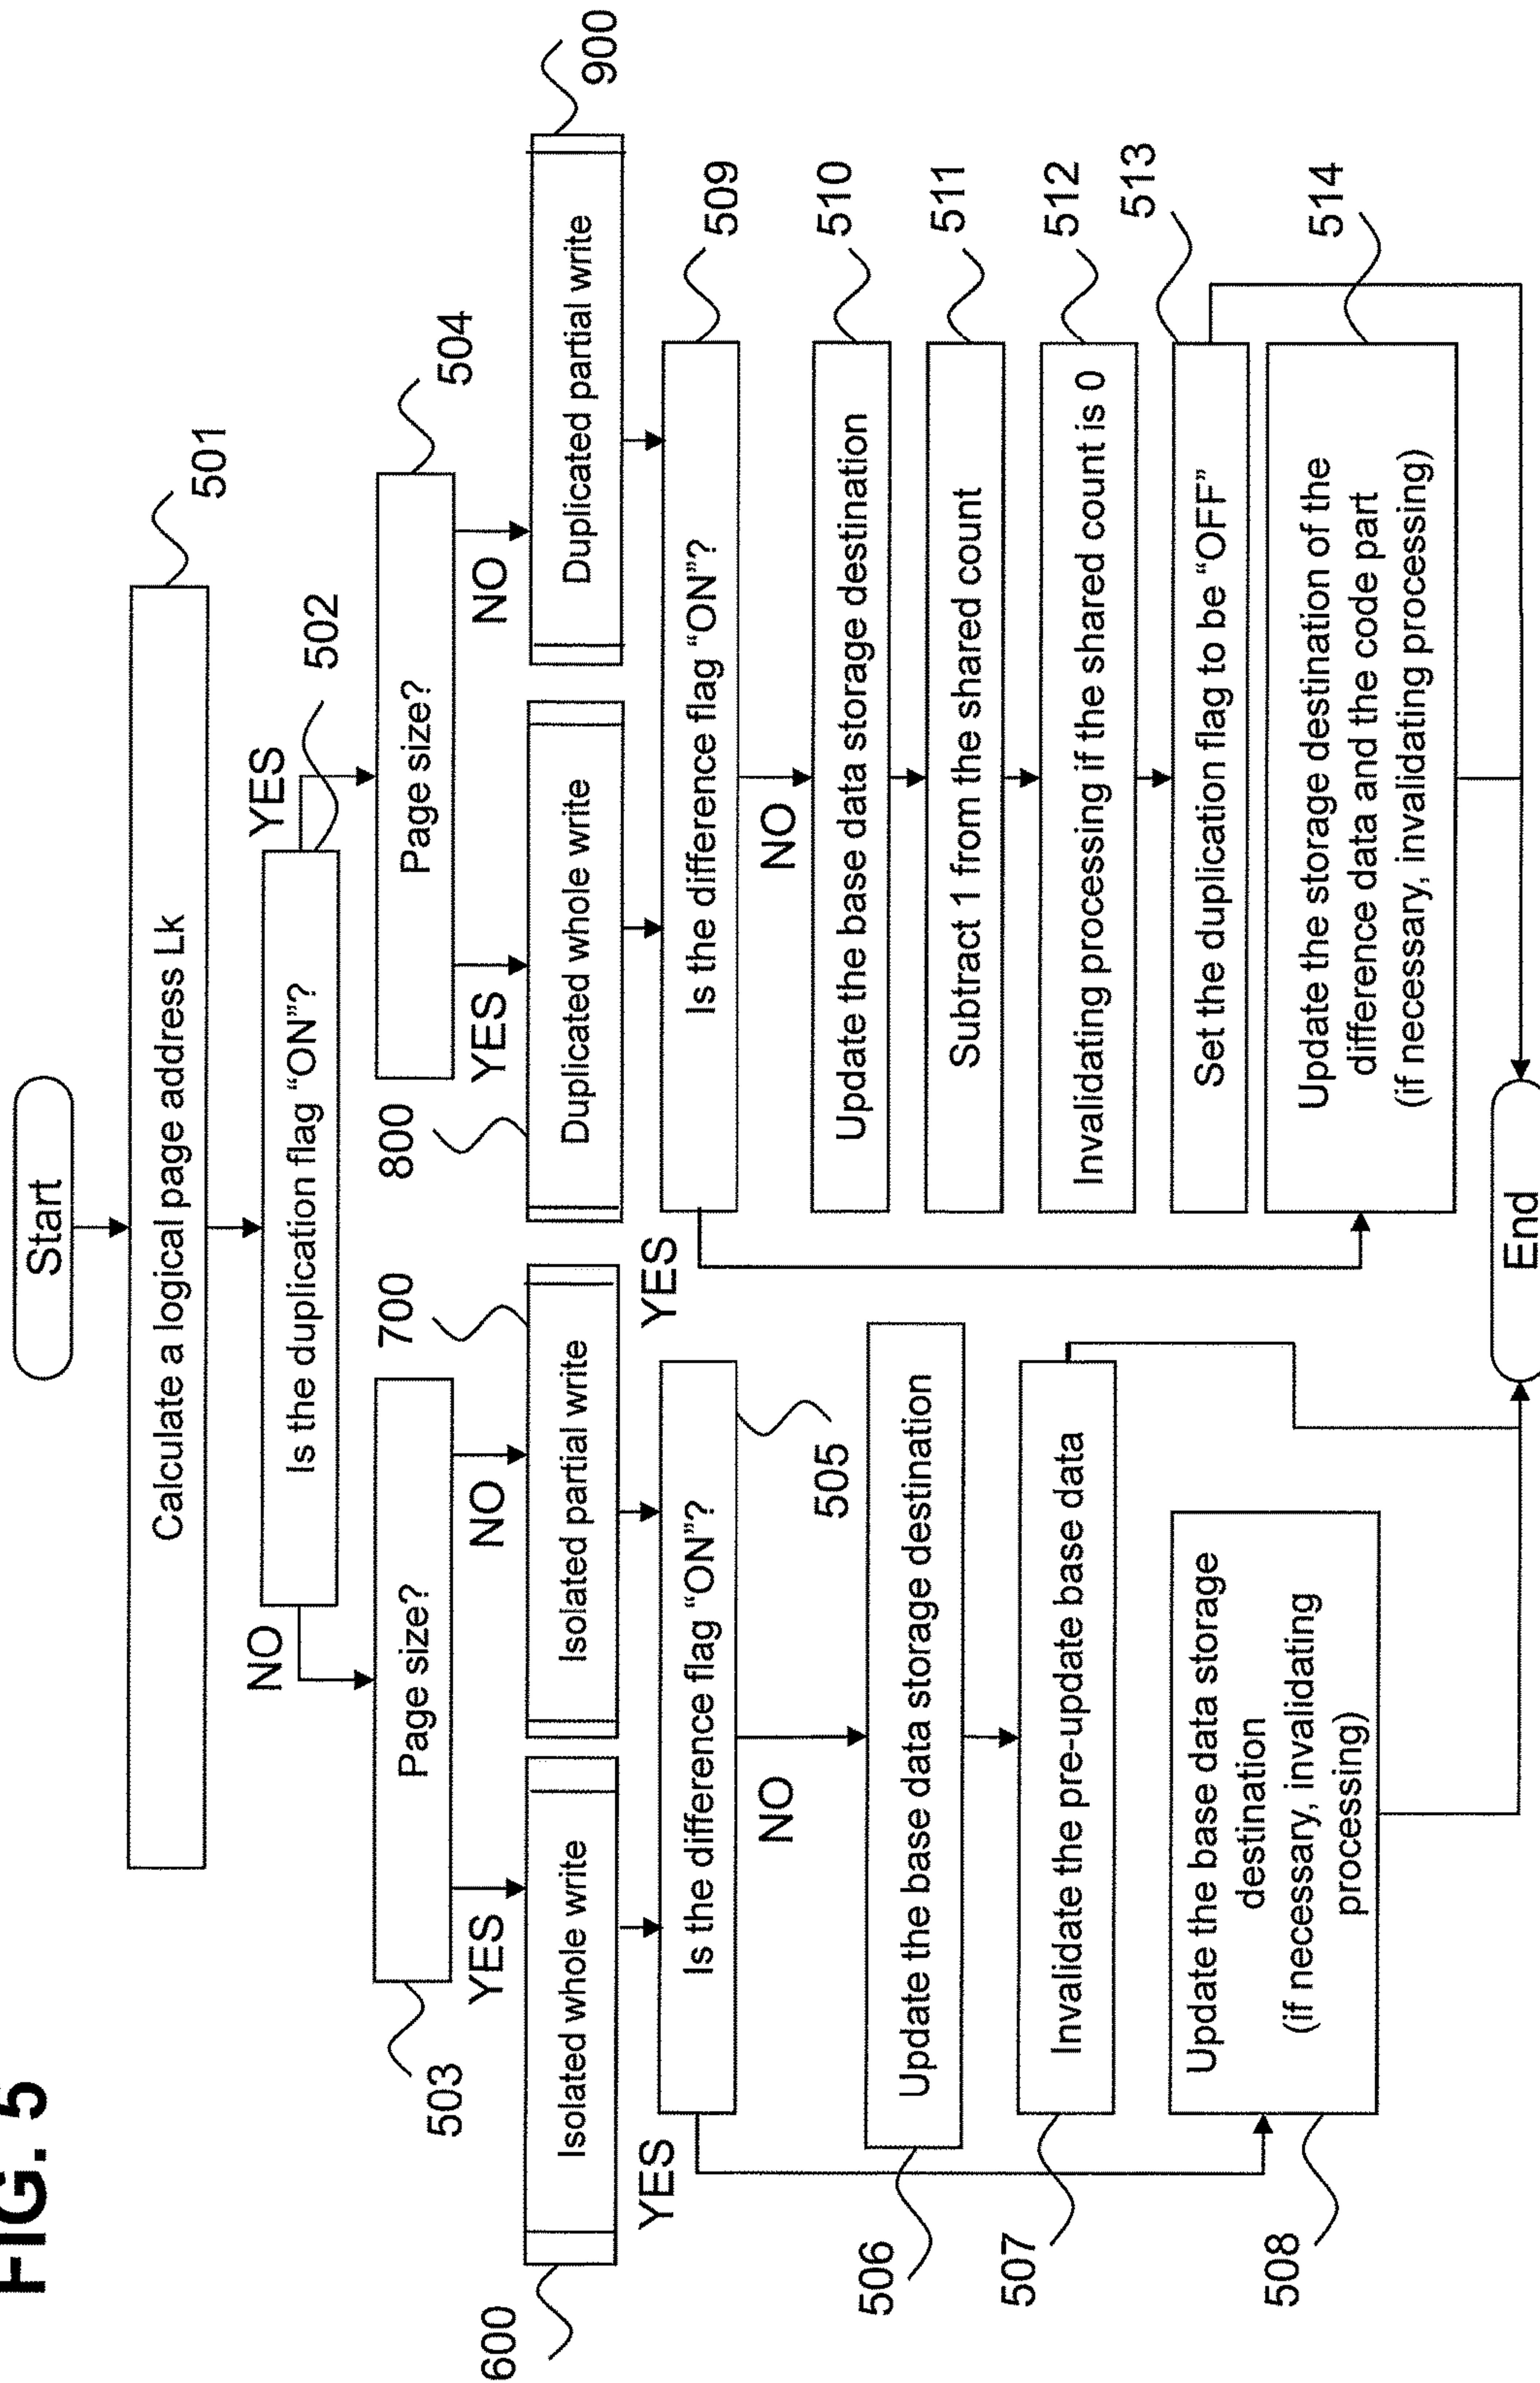 FIG. 5
Start
Calculate a logical page address Lk
501
Is the duplication flag “ON”?
502
NO
YES
Page size?
503
Page size?
504
YES
NO
YES
NO
Isolated whole write
600
Isolated partial write
700
Duplicated whole write
800
Duplicated partial write
900
Is the difference flag “ON”?
505
YES
NO
Update the base data storage destination
506
Invalidate the pre-update base data
507
Update the base data storage
destination
(if necessary, invalidating
processing)
508
Is the difference flag “ON”?
509
YES
NO
Update the base data storage destination
510
Subtract 1 from the shared count
511
Invalidating processing if the shared count is 0
512
Set the duplication flag to be “OFF”
513
Update the storage destination of the
difference data and the code part
(if necessary, invalidating processing)
514
End